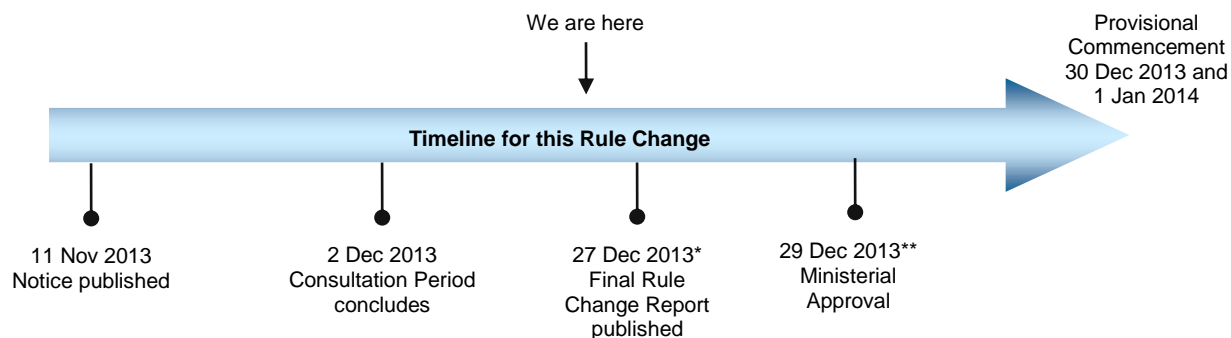 We are here
Provisional
Commencement
30 Dec 2013 and
1 Jan 2014
Timeline for this Rule Change
11 Nov 2013
Notice published
2 Dec 2013
Consultation Period
concludes
27 Dec 2013*
Final Rule
Change Report
published
29 Dec 2013**
Ministerial
Approval